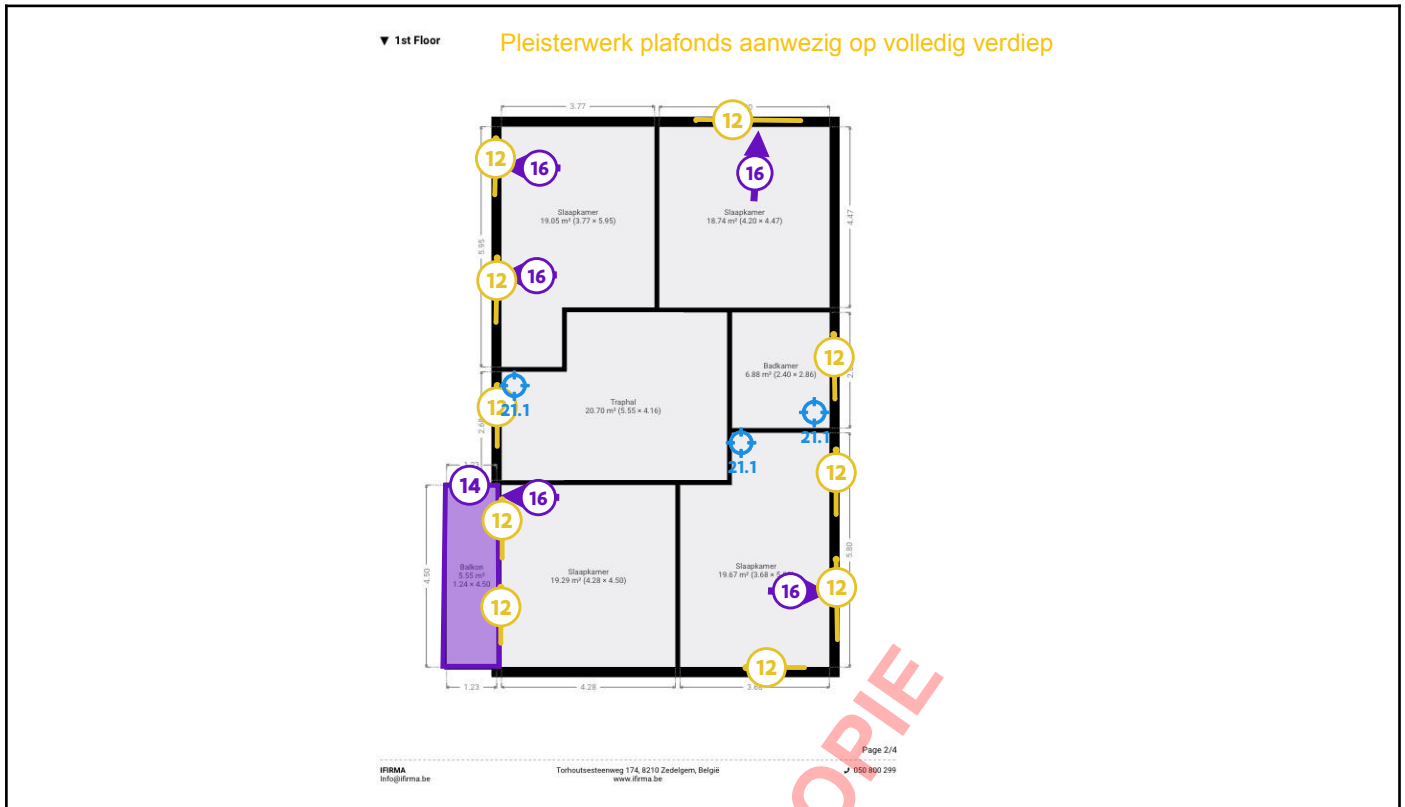 ▼ 1st Floor
Pleisterwerk plafonds aanwezig op volledig verdiep
3.77
12
12
16
16
Slaapkamer
19.05 m² (3.77 × 5.95)
Slaapkamer
18.74 m² (4.20 × 4.47)
4.47
5.95
12
16
12
Badkamer
6.88 m² (2.40 × 2.86)
21.1
12
Traphal
20.70 m² (5.55 × 4.16)
21.1
21.1
12
14
16
12
5.80
4.50
Balkon
5.55 m²
1.24 × 4.50
Slaapkamer
19.29 m² (4.28 × 4.50)
Slaapkamer
19.67 m² (3.68 ×
16
12
12
12
1.23
4.28
OPIE
Page 2/4
IFIRMA
Torhoutsesteenweg 174, 8210 Zedelgem, België
050 800 299
Info@ifirma.be
www.ifirma.be